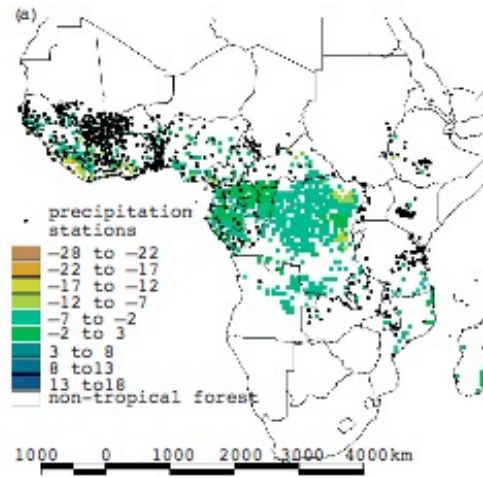 (a)
precipitation
stations
−28 to −22
−22 to −17
−17 to −12
−12 to −7
−7 to −2
−2 to 3
3 to 8
8 to13
13 to18
non-tropical forest
1000 0 1000 2000 3000 4000km